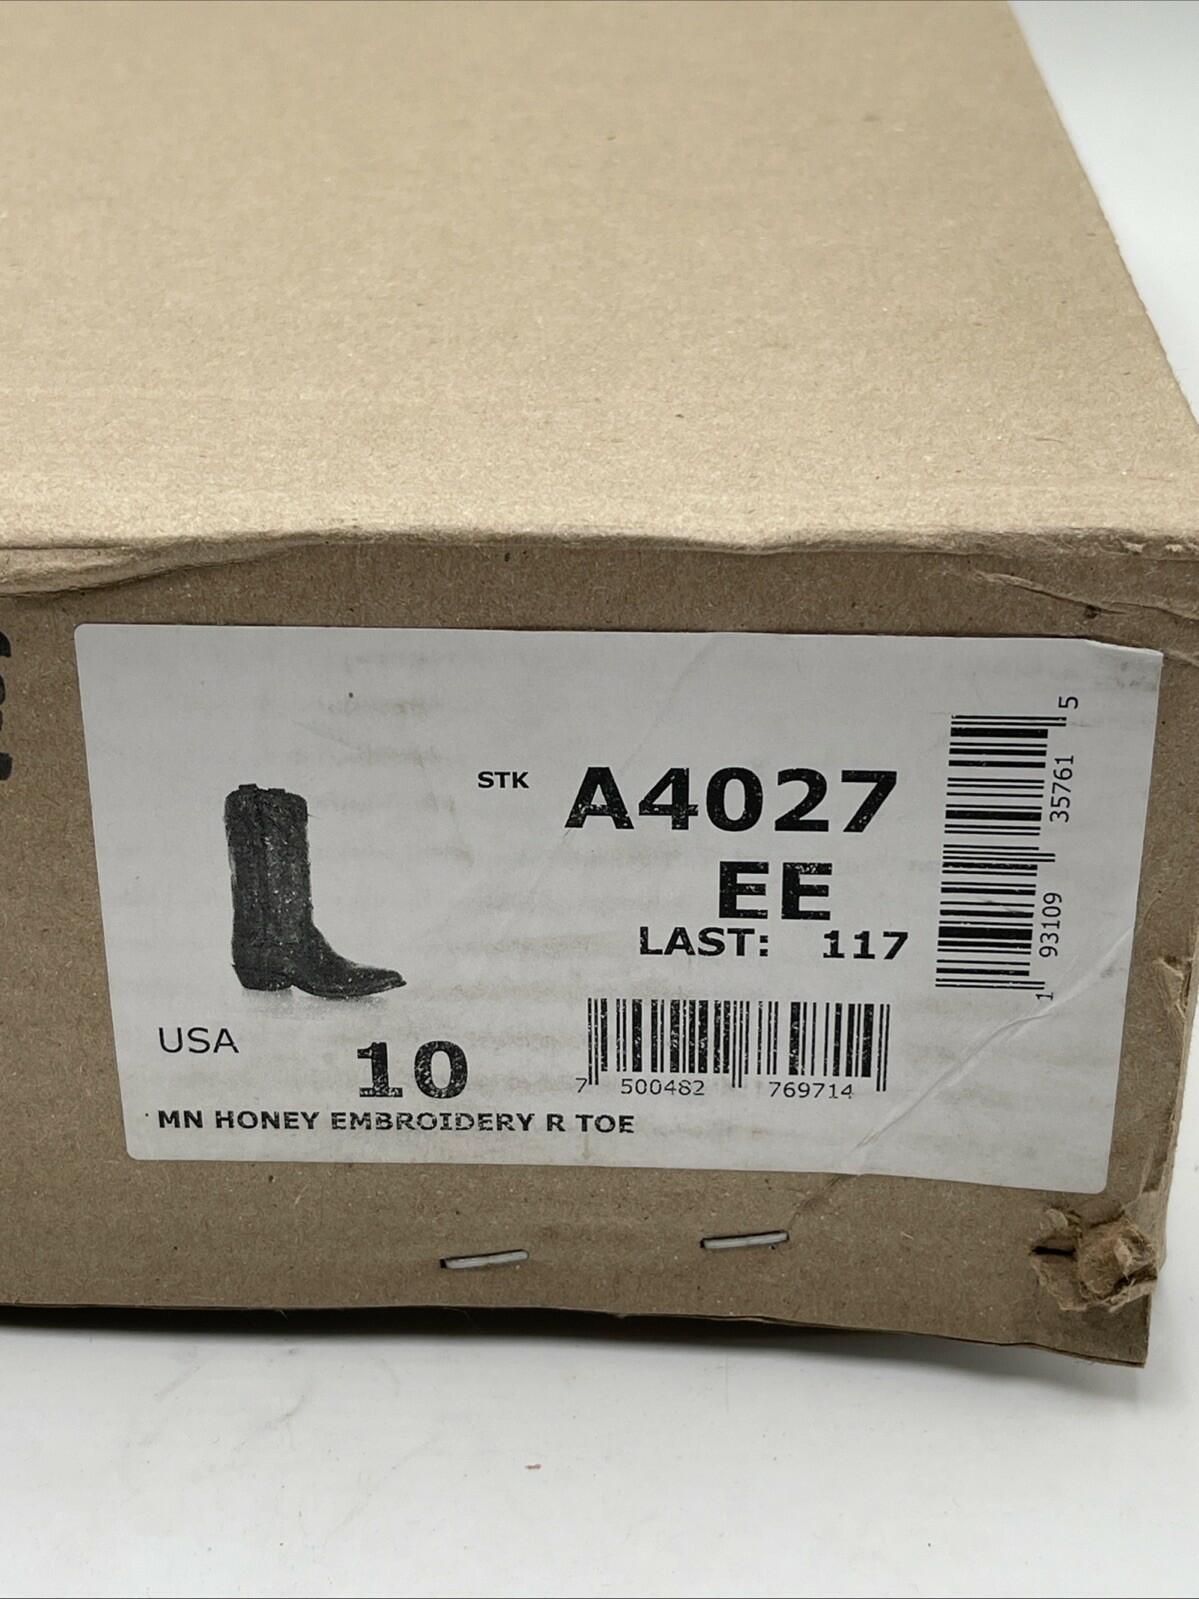 STK A4027
EE
LAST: 117
1 93109 35761 5
USA 10
7 500482 769714
MN HONEY EMBROIDERY R TOE